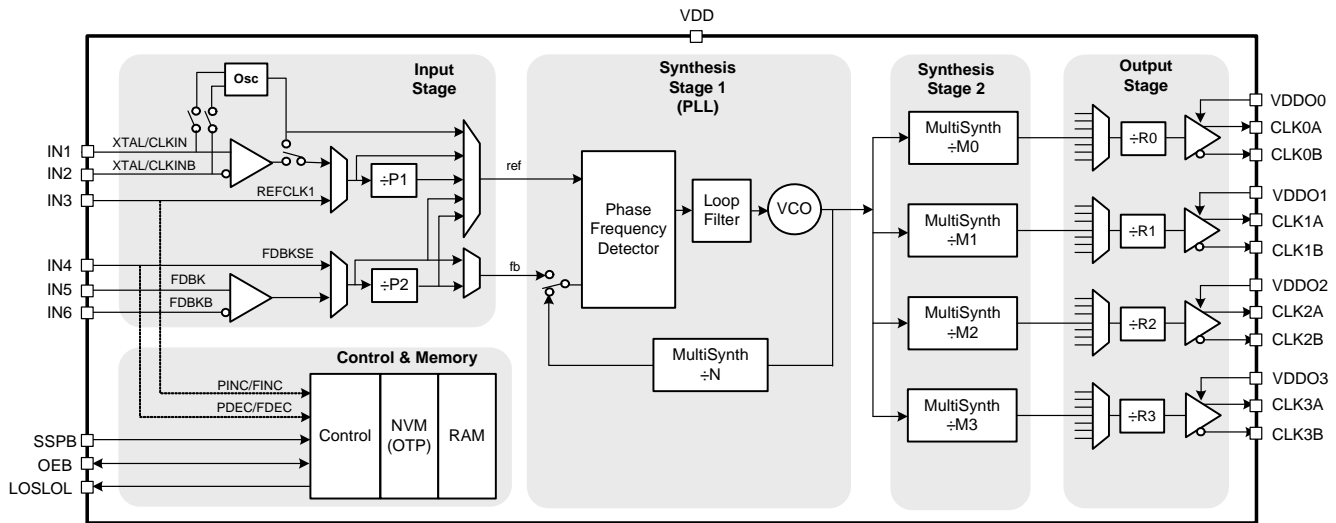 VDD
Input
Stage
Osc
XTAL/CLKIN
XTAL/CLKINB
REFCLK1
÷P1
IN1
IN2
IN3
FDBKSE
FDBK
FDBKB
÷P2
IN4
IN5
IN6
ref
fb
Synthesis
Stage 1
(PLL)
Phase
Frequency
Detector
Loop
Filter
VCO
MultiSynth
÷N
Synthesis
Stage 2
MultiSynth
÷M0
MultiSynth
÷M1
MultiSynth
÷M2
MultiSynth
÷M3
Output
Stage
÷R0
÷R1
÷R2
÷R3
VDDO0
CLK0A
CLK0B
VDDO1
CLK1A
CLK1B
VDDO2
CLK2A
CLK2B
VDDO3
CLK3A
CLK3B
Control & Memory
PINC/FINC
PDEC/FDEC
Control
NVM
(OTP)
RAM
SSPB
OEB
LOSLOL